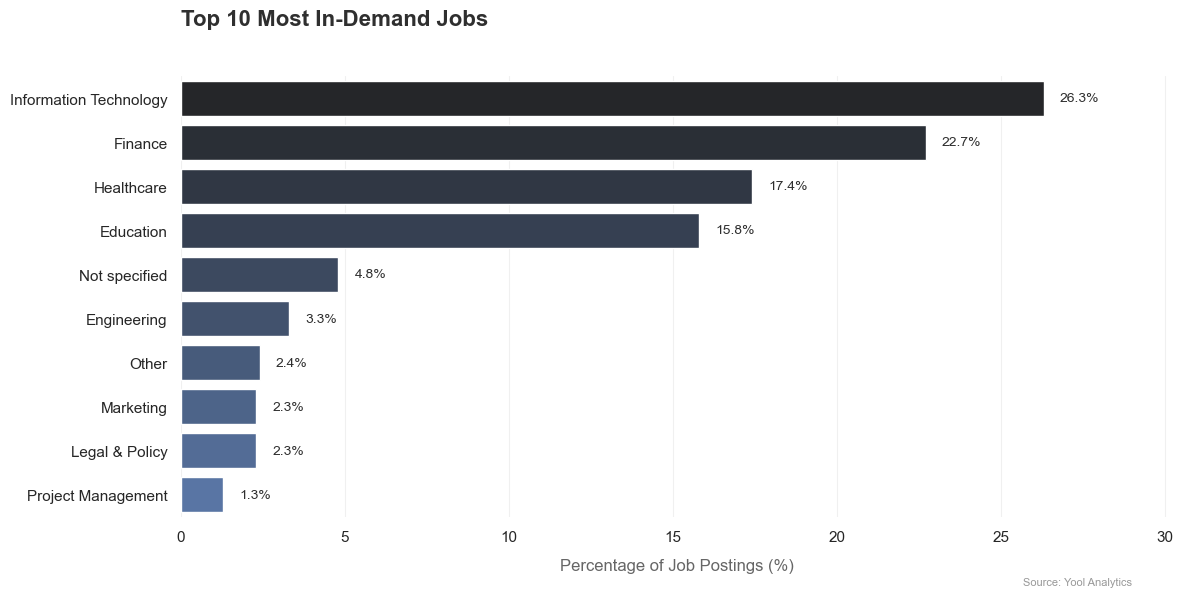 Top 10 Most In-Demand Jobs
Information Technology 26.3%
Finance 22.7%
Healthcare 17.4%
Education 15.8%
Not specified 4.8%
Engineering 3.3%
Other 2.4%
Marketing 2.3%
Legal & Policy 2.3%
Project Management 1.3%
0 5 10 15 20 25 30
Percentage of Job Postings (%)
Source: Yool Analytics